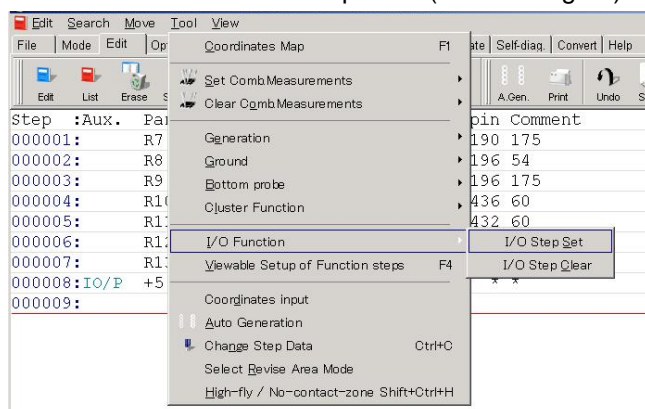 Edit Search Move Tool View
File Mode Edit Self-diag. Convert Help
Edit List Erase A.Gen. Print Undo
Coordinates Map F1
Set Comb.Measurements
Clear Comb.Measurements
Generation
Ground
Bottom probe
Cluster Function
I/O Function
I/O Step Set
I/O Step Clear
Viewable Setup of Function steps F4
Coordinates input
Auto Generation
Change Step Data Ctrl+C
Select Revise Area Mode
High-fly / No-contact-zone Shift+Ctrl+H
Step :Aux. pin Comment
000001: R7 190 175
000002: R8 196 54
000003: R9 196 175
000004: 436 60
000005: 432 60
000006:
000007:
000008:IO/P +5 * *
000009: